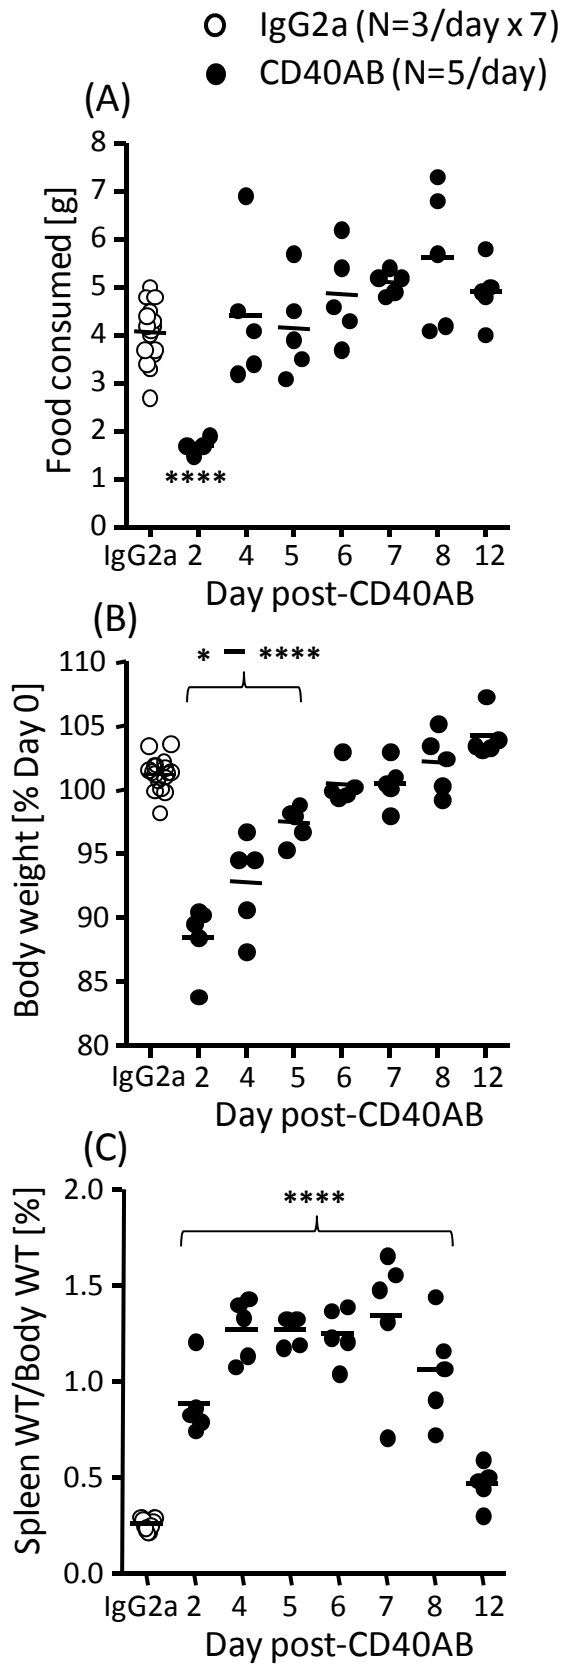 IgG2a (N=3/day x 7)
CD40AB (N=5/day)
(A)
Food consumed [g]
8
7
6
5
4
3
2
1
0
****
IgG2a 2 4 5 6 7 8 12
Day post-CD40AB
(B)
Body weight [% Day 0]
* – ****
110
105
100
95
90
85
80
IgG2a 2 4 5 6 7 8 12
Day post-CD40AB
(C)
Spleen WT/Body WT [%]
****
2.0
1.5
1.0
0.5
0.0
IgG2a 2 4 5 6 7 8 12
Day post-CD40AB